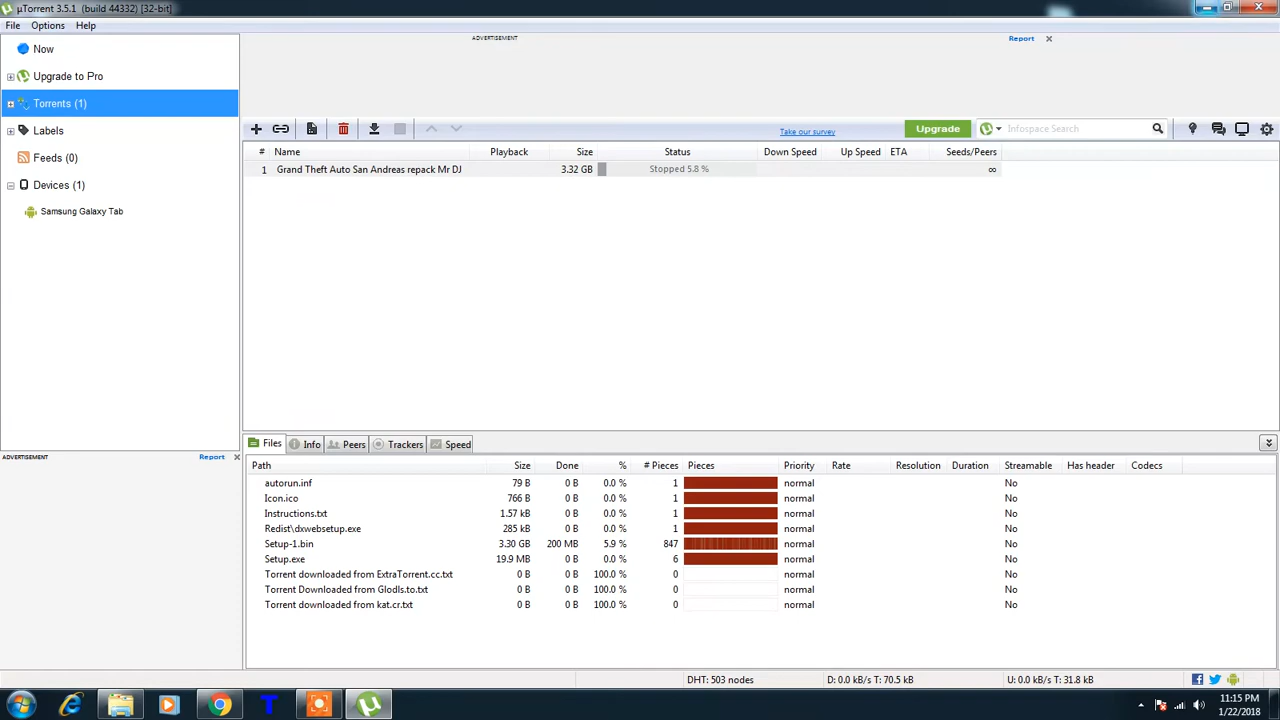 µTorrent 3.5.1 (build 44332) [32-bit]
File Options Help
Now
Upgrade to Pro
Torrents (1)
Labels
Feeds (0)
Devices (1)
Samsung Galaxy Tab
ADVERTISEMENT Report
ADVERTISEMENT Report
Take our survey Upgrade Infospace Search
# Name Playback Size Status Down Speed Up Speed ETA Seeds/Peers
1 Grand Theft Auto San Andreas repack Mr DJ 3.32 GB Stopped 5.8 % ∞
Files Info Peers Trackers Speed
Path Size Done % # Pieces Pieces Priority Rate Resolution Duration Streamable Has header Codecs
autorun.inf 79 B 0 B 0.0 % 1 normal No
Icon.ico 766 B 0 B 0.0 % 1 normal No
Instructions.txt 1.57 kB 0 B 0.0 % 1 normal No
Redist\dxwebsetup.exe 285 kB 0 B 0.0 % 1 normal No
Setup-1.bin 3.30 GB 200 MB 5.9 % 847 normal No
Setup.exe 19.9 MB 0 B 0.0 % 6 normal No
Torrent downloaded from ExtraTorrent.cc.txt 0 B 0 B 100.0 % 0 normal No
Torrent Downloaded from Glodls.to.txt 0 B 0 B 100.0 % 0 normal No
Torrent downloaded from kat.cr.txt 0 B 0 B 100.0 % 0 normal No
DHT: 503 nodes D: 0.0 kB/s T: 70.5 kB U: 0.0 kB/s T: 31.8 kB
11:15 PM
1/22/2018